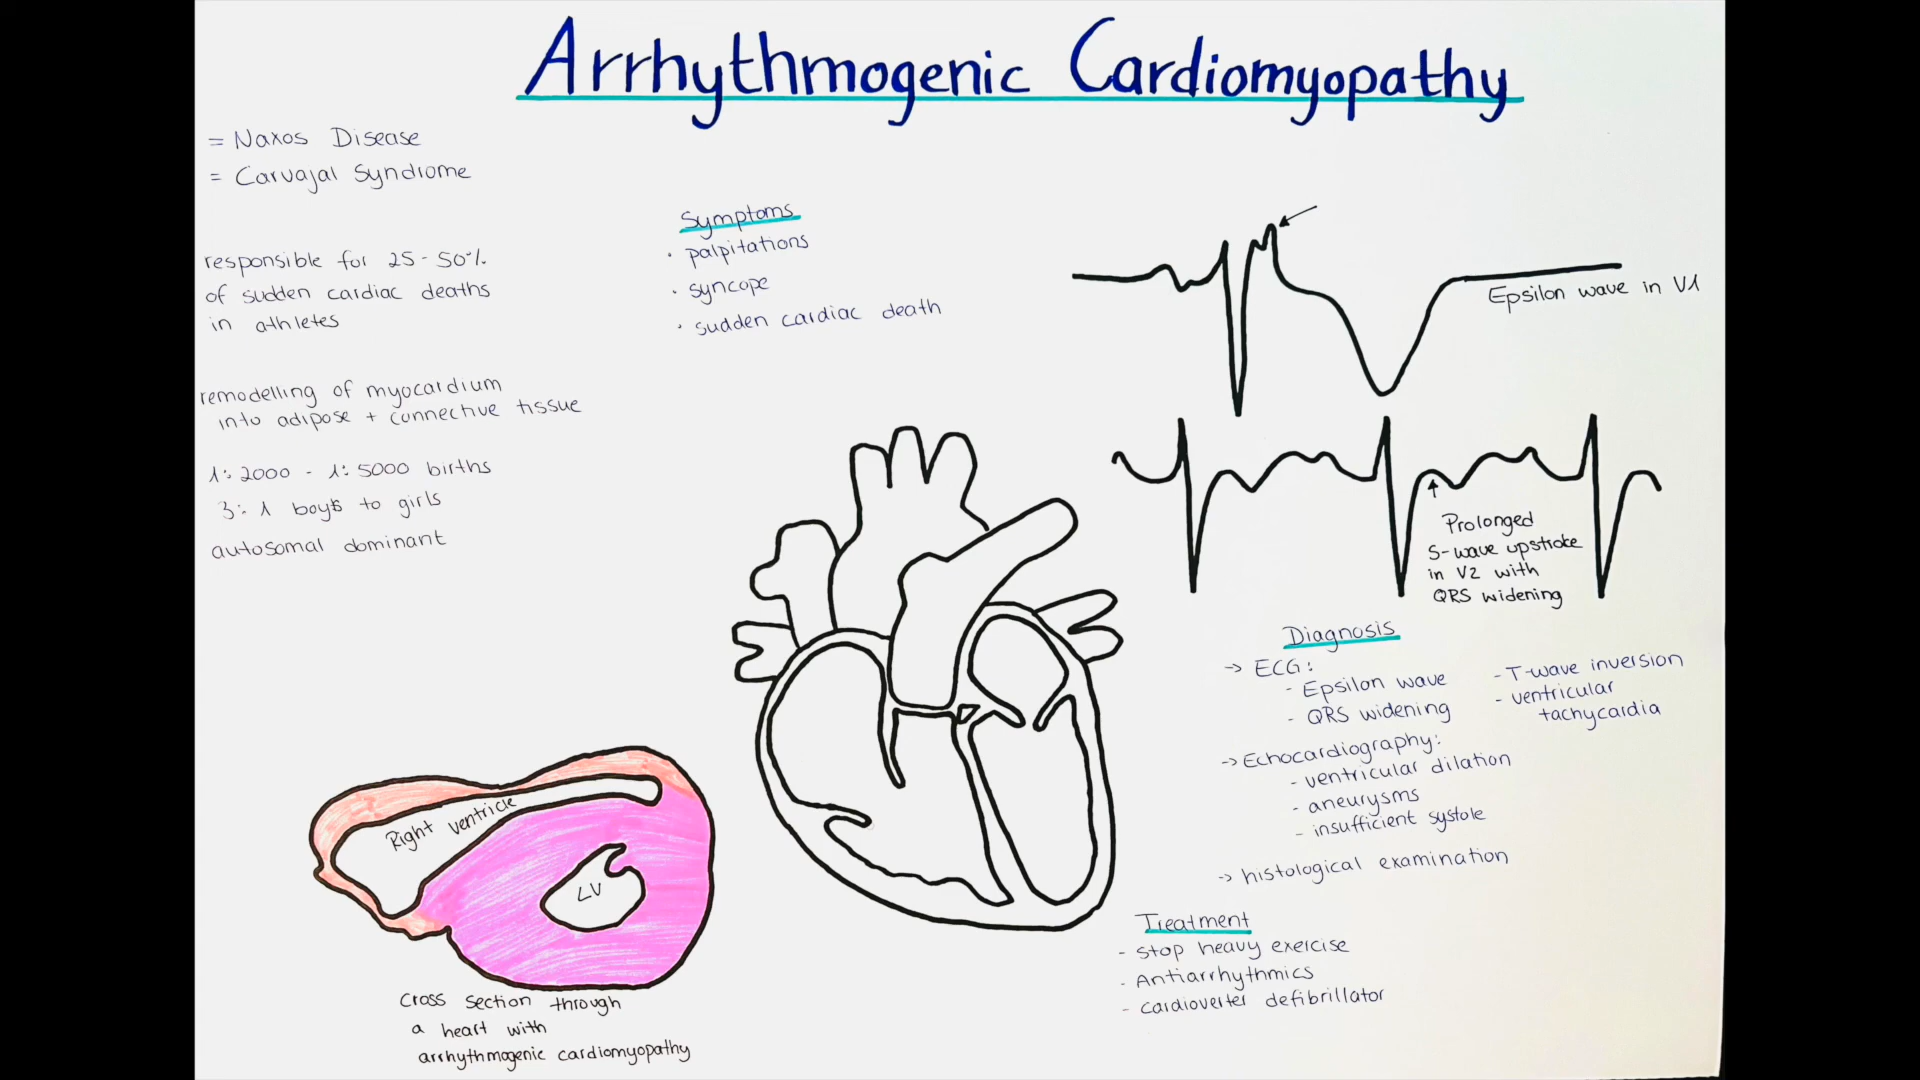 Arrhythmogenic Cardiomyopathy
= Naxos Disease
= Carvajal Syndrome
responsible for 25-50%
of sudden cardiac deaths
in athletes
remodelling of myocardium
into adipose + connective tissue
1:2000 - 1:5000 births
3:1 boys to girls
autosomal dominant
Symptoms
· palpitations
· syncope
· sudden cardiac death
Epsilon wave in V1
Prolonged
S-wave upstroke
in V2 with
QRS widening
Diagnosis
-> ECG:
- Epsilon wave
- QRS widening
- T-wave inversion
- ventricular
tachycardia
-> Echocardiography:
- ventricular dilation
- aneurysms
- insufficient systole
-> histological examination
Treatment
- stop heavy exercise
- Antiarrhythmics
- cardioverter defibrillator
Right ventricle
LV
Cross section through
a heart with
arrhythmogenic cardiomyopathy